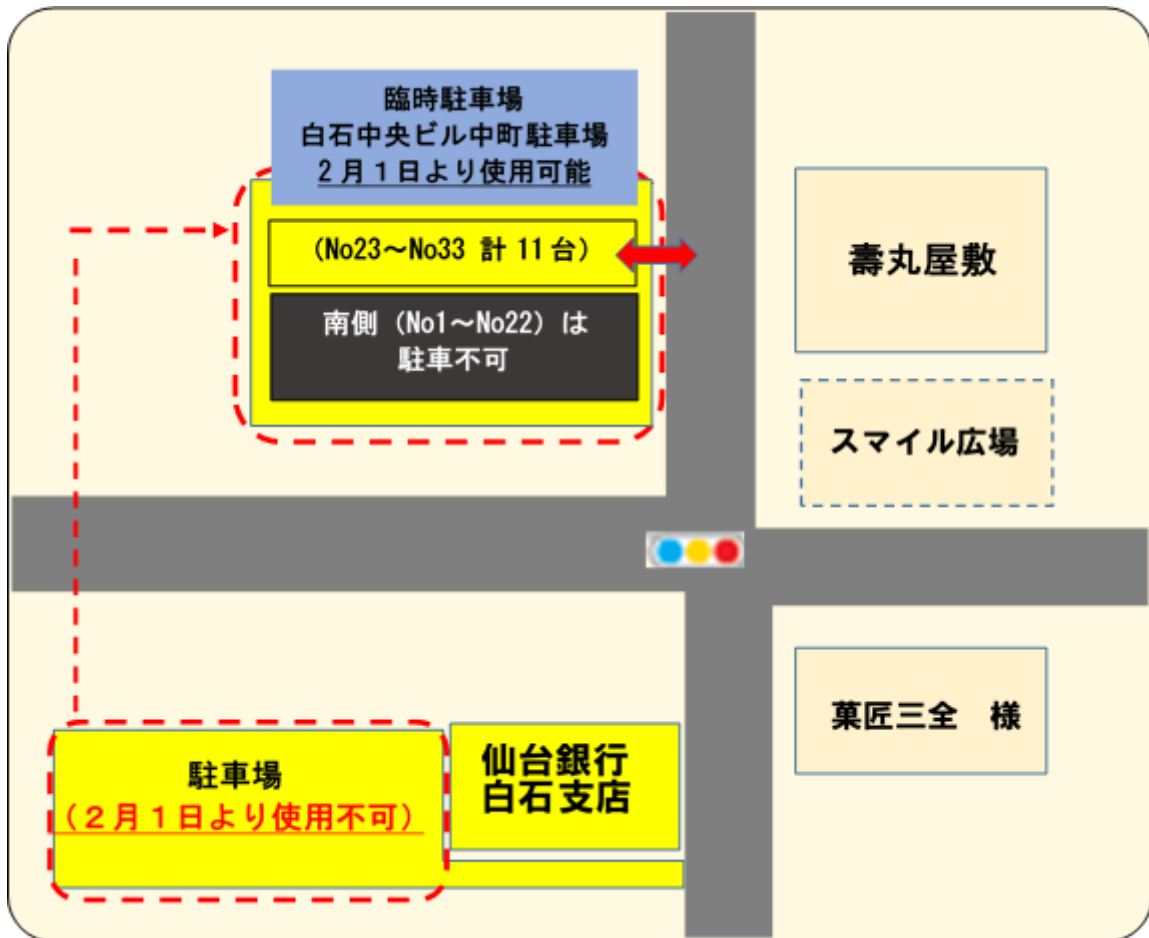 臨時駐車場
白石中央ビル中町駐車場
2月1日より使用可能
(No23～No33 計 11台)
南側（No1～No22）は
駐車不可
壽丸屋敷
スマイル広場
菓匠三全 様
仙台銀行
白石支店
駐車場
（２月１日より使用不可）